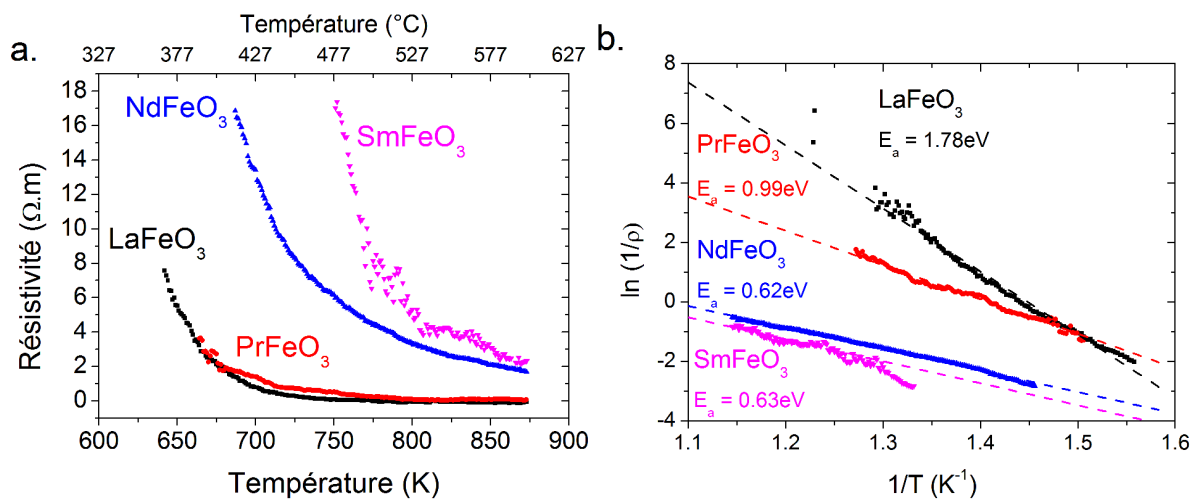 a.
Température (°C)
327 377 427 477 527 577 627
18
16
14
12
10
8
6
4
2
0
Résistivité (Ω.m)
NdFeO3
SmFeO3
LaFeO3
PrFeO3
600 650 700 750 800 850 900
Température (K)
b.
8
6
4
2
0
-2
-4
ln (1/ρ)
LaFeO3
Ea = 1.78eV
PrFeO3
Ea = 0.99eV
NdFeO3
Ea = 0.62eV
SmFeO3
Ea = 0.63eV
1.1 1.2 1.3 1.4 1.5 1.6
1/T (K-1)